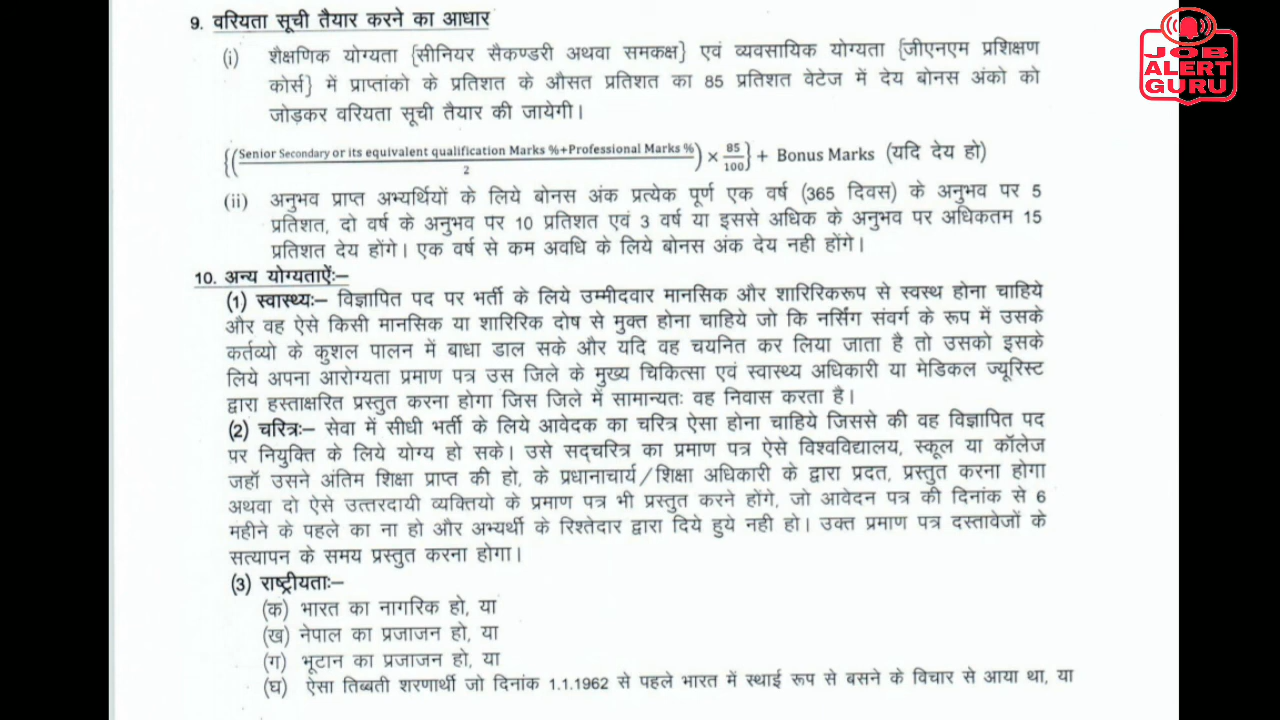 9. वरियता सूची तैयार करने का आधार
JOB
ALERT
GURU
(i) शैक्षणिक योग्यता {सीनियर सैकण्डरी अथवा समकक्ष} एवं व्यवसायिक योग्यता {जीएनएम प्रशिक्षण
कोर्स} में प्राप्तांको के प्रतिशत के औसत प्रतिशत का 85 प्रतिशत वेटेज में देय बोनस अंको को
जोड़कर वरियता सूची तैयार की जायेगी।
{(Senior Secondary or its equivalent qualification Marks %+Professional Marks % / 2) × 85/100} + Bonus Marks (यदि देय हो)
(ii) अनुभव प्राप्त अभ्यर्थियों के लिये बोनस अंक प्रत्येक पूर्ण एक वर्ष (365 दिवस) के अनुभव पर 5
प्रतिशत, दो वर्ष के अनुभव पर 10 प्रतिशत एवं 3 वर्ष या इससे अधिक के अनुभव पर अधिकतम 15
प्रतिशत देय होंगे। एक वर्ष से कम अवधि के लिये बोनस अंक देय नही होंगे।
10. अन्य योग्यताऐं:–
(1) स्वास्थ्यः– विज्ञापित पद पर भर्ती के लिये उम्मीदवार मानसिक और शारिरिकरूप से स्वस्थ होना चाहिये
और वह ऐसे किसी मानसिक या शारिरिक दोष से मुक्त होना चाहिये जो कि नर्सिंग संवर्ग के रूप में उसके
कर्तव्यो के कुशल पालन में बाधा डाल सके और यदि वह चयनित कर लिया जाता है तो उसको इसके
लिये अपना आरोग्यता प्रमाण पत्र उस जिले के मुख्य चिकित्सा एवं स्वास्थ्य अधिकारी या मेडिकल ज्यूरिस्ट
द्वारा हस्ताक्षरित प्रस्तुत करना होगा जिस जिले में सामान्यतः वह निवास करता है।
(2) चरित्रः– सेवा में सीधी भर्ती के लिये आवेदक का चरित्र ऐसा होना चाहिये जिससे की वह विज्ञापित पद
पर नियुक्ति के लिये योग्य हो सके। उसे सद्चरित्र का प्रमाण पत्र ऐसे विश्वविद्यालय, स्कूल या कॉलेज
जहॉ उसने अंतिम शिक्षा प्राप्त की हो, के प्रधानाचार्य/शिक्षा अधिकारी के द्वारा प्रदत, प्रस्तुत करना होगा
अथवा दो ऐसे उत्तरदायी व्यक्तियो के प्रमाण पत्र भी प्रस्तुत करने होंगे, जो आवेदन पत्र की दिनांक से 6
महीने के पहले का ना हो और अभ्यर्थी के रिश्तेदार द्वारा दिये हुये नही हो। उक्त प्रमाण पत्र दस्तावेजों के
सत्यापन के समय प्रस्तुत करना होगा।
(3) राष्ट्रीयताः–
(क) भारत का नागरिक हो, या
(ख) नेपाल का प्रजाजन हो, या
(ग) भूटान का प्रजाजन हो, या
(घ) ऐसा तिब्बती शरणार्थी जो दिनांक 1.1.1962 से पहले भारत में स्थाई रूप से बसने के विचार से आया था, या